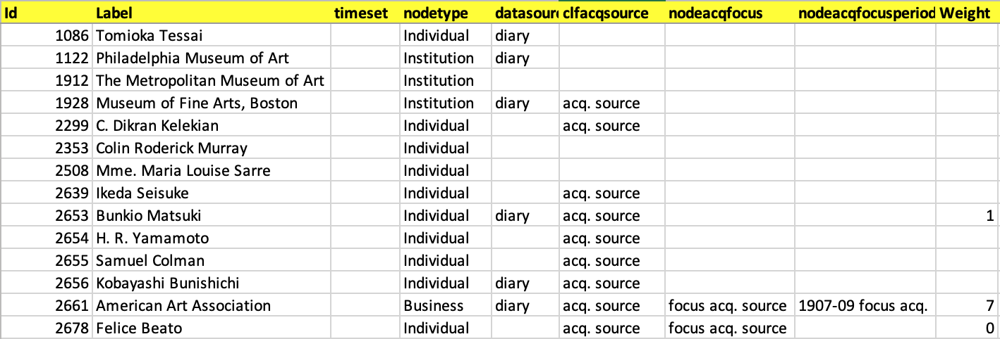 Id Label timeset nodetype datasourc clfacqsource nodeacqfocus nodeacqfocusperiod Weight
1086 Tomioka Tessai Individual diary
1122 Philadelphia Museum of Art Institution diary
1912 The Metropolitan Museum of Art Institution
1928 Museum of Fine Arts, Boston Institution diary acq. source
2299 C. Dikran Kelekian Individual acq. source
2353 Colin Roderick Murray Individual
2508 Mme. Maria Louise Sarre Individual
2639 Ikeda Seisuke Individual acq. source
2653 Bunkio Matsuki Individual diary acq. source 1
2654 H. R. Yamamoto Individual acq. source
2655 Samuel Colman Individual acq. source
2656 Kobayashi Bunishichi Individual diary acq. source
2661 American Art Association Business diary acq. source focus acq. source 1907-09 focus acq. 7
2678 Felice Beato Individual acq. source focus acq. source 0